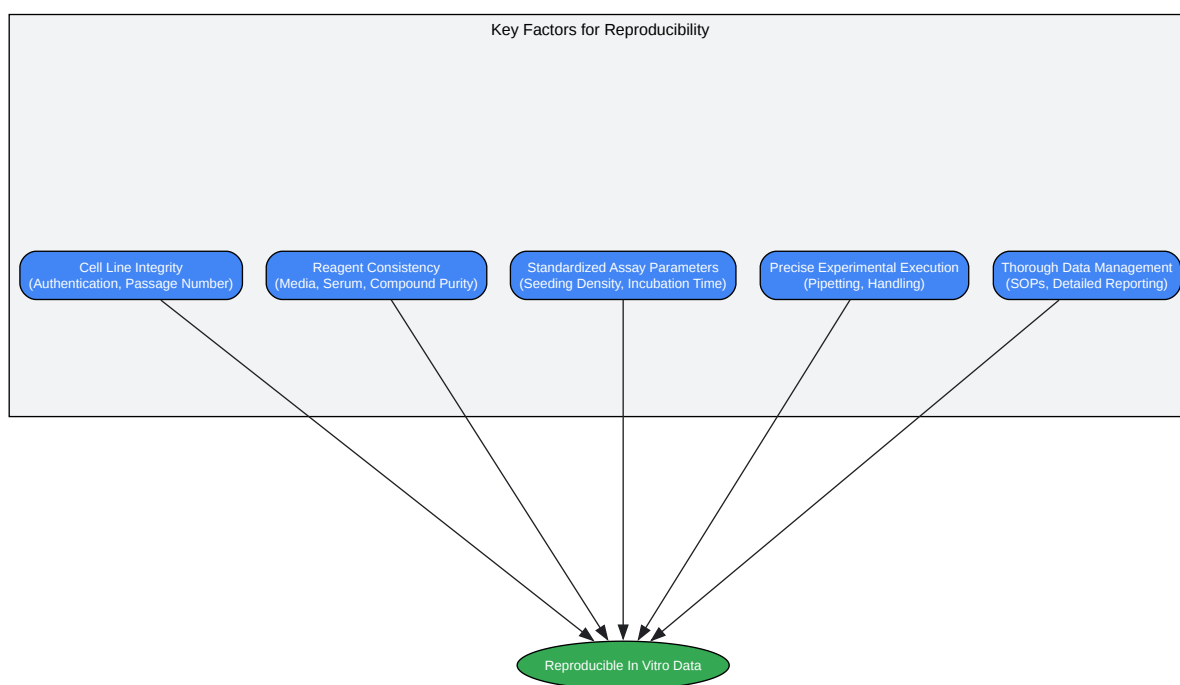 Key Factors for Reproducibility
Cell Line Integrity
(Authentication, Passage Number)
Reagent Consistency
(Media, Serum, Compound Purity)
Standardized Assay Parameters
(Seeding Density, Incubation Time)
Precise Experimental Execution
(Pipetting, Handling)
Thorough Data Management
(SOPs, Detailed Reporting)
Reproducible In Vitro Data